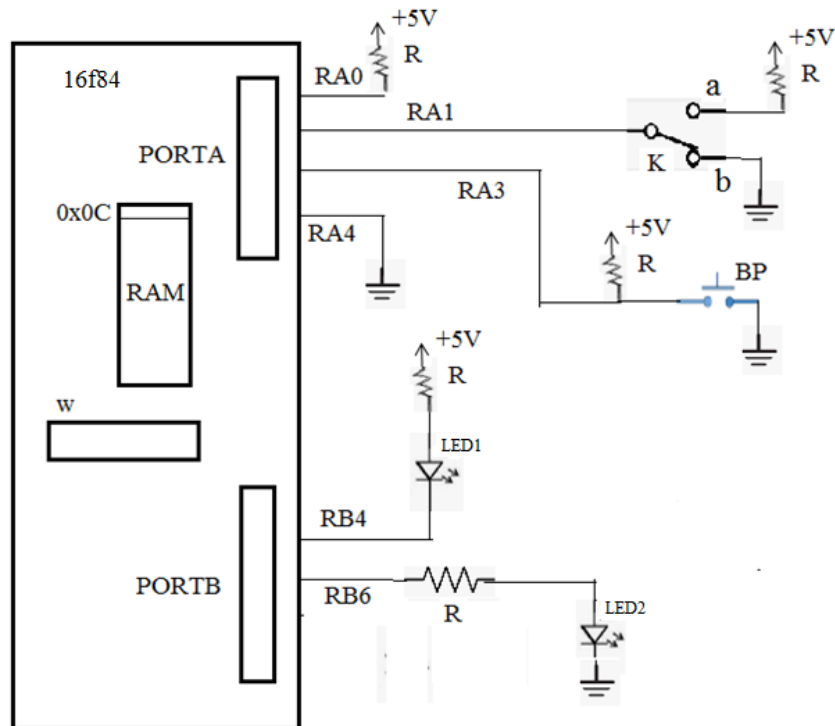 16f84
+5V
R
RA0
+5V
R
a
RA1
K
b
PORTA
RA3
0x0C
RA4
RAM
+5V
R
BP
+5V
R
w
LED1
RB4
PORTB
RB6
R
LED2